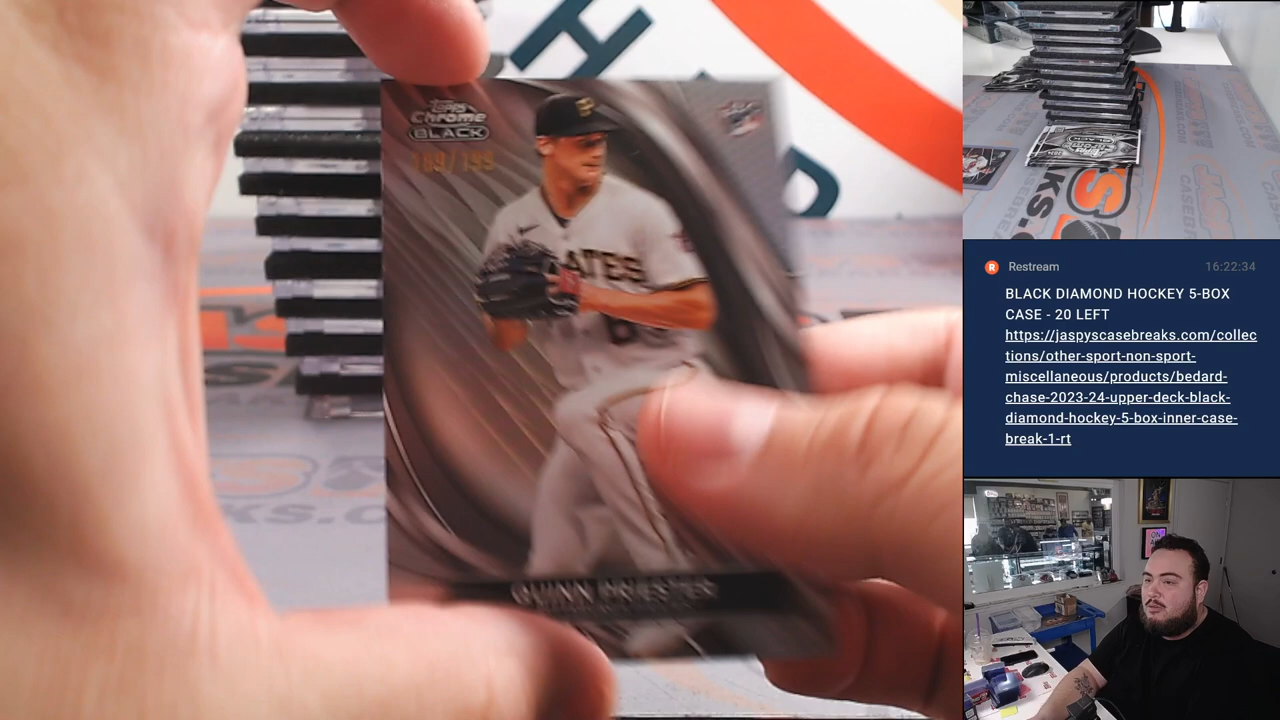 Topps
Chrome
BLACK
199
PIRATES
QUINN PRIESTER
Restream
16:22:34
BLACK DIAMOND HOCKEY 5-BOX
CASE - 20 LEFT
https://jaspyscasebreaks.com/collec
tions/other-sport-non-sport-
miscellaneous/products/bedard-
chase-2023-24-upper-deck-black-
diamond-hockey-5-box-inner-case-
break-1-rt